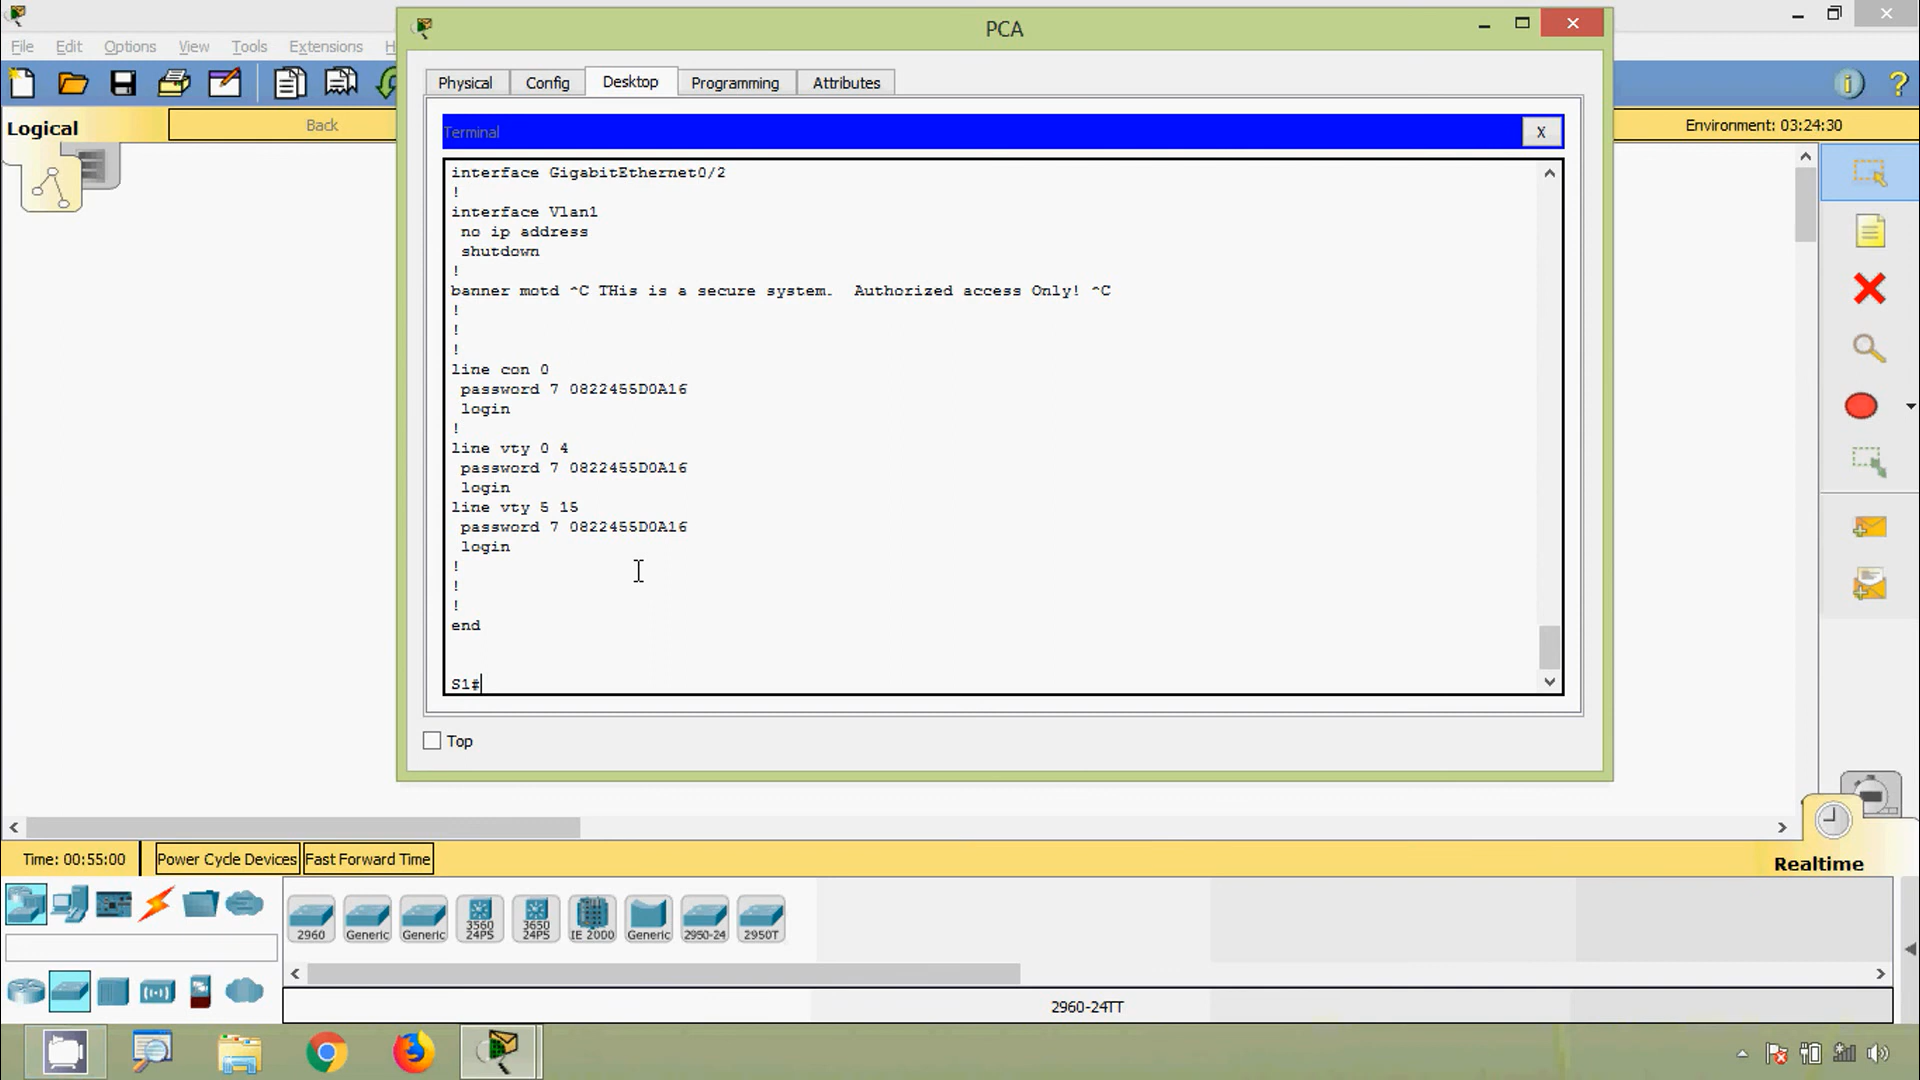 PCA
File Edit Options View Tools Extensions H
Physical Config Desktop Programming Attributes
Logical
Back
Environment: 03:24:30
Terminal
X
interface GigabitEthernet0/2
!
interface Vlan1
no ip address
shutdown
!
banner motd ^C THis is a secure system.  Authorized access Only! ^C
!
!
!
line con 0
password 7 0822455D0A16
login
!
line vty 0 4
password 7 0822455D0A16
login
line vty 5 15
password 7 0822455D0A16
login
!
!
!
end
S1#
Top
Time: 00:55:00
Power Cycle Devices
Fast Forward Time
Realtime
2960
Generic
Generic
3560
24PS
3650
24PS
IE 2000
Generic
2950-24
2950T
2960-24TT